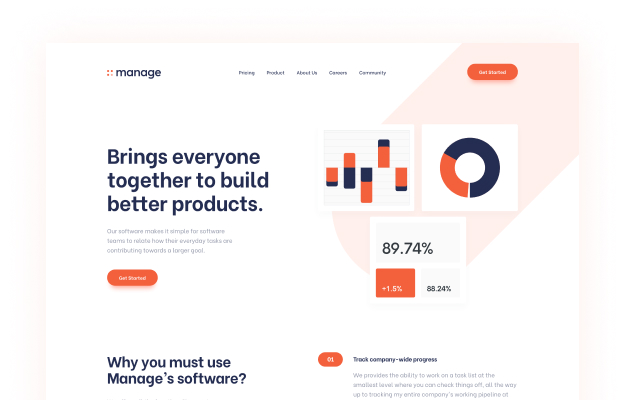 manage
Pricing Product About Us Careers Community
Get Started
Brings everyone
together to build
better products.
Our software makes it simple for software
teams to relate how their everyday tasks are
contributing towards a larger goal.
Get Started
89.74%
+1.5%
88.24%
Why you must use
Manage's software?
01
Track company-wide progress
We provides the ability to work on a task list at the
smallest level where you can check things off, all the way
up to tracking my entire company's working pipeline at